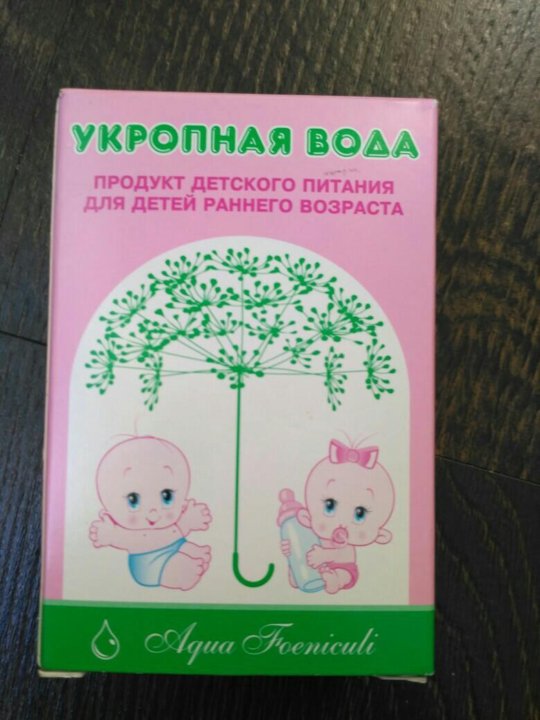 УКРОПНАЯ ВОДА
ПРОДУКТ ДЕТСКОГО ПИТАНИЯ
ДЛЯ ДЕТЕЙ РАННЕГО ВОЗРАСТА
Aqua Foeniculi